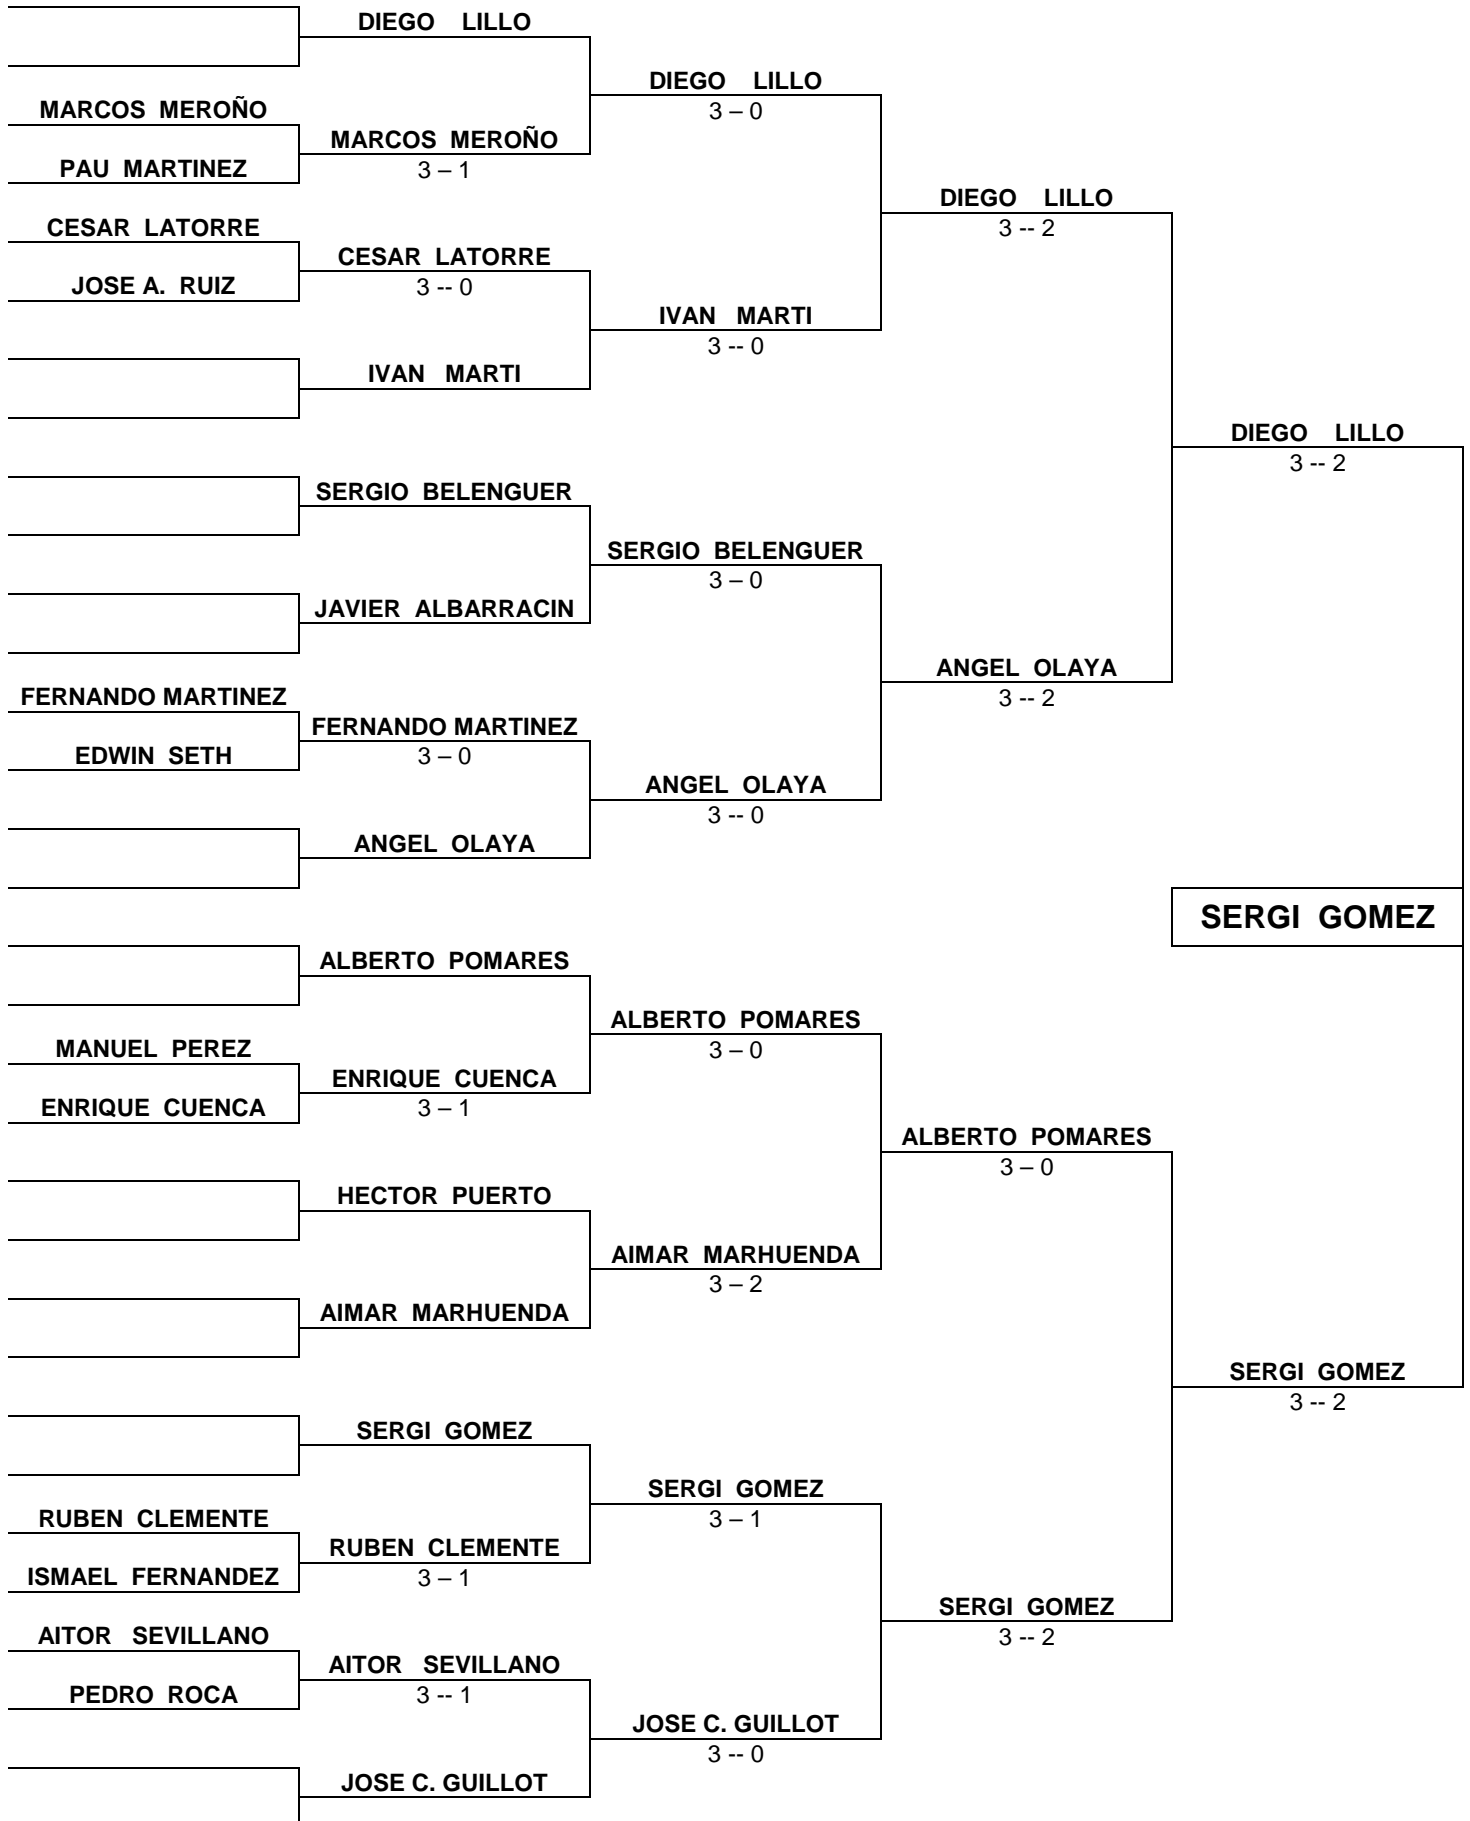 DIEGO LILLO
DIEGO LILLO
3 – 0
MARCOS MEROÑO
MARCOS MEROÑO
3 – 1
PAU MARTINEZ
DIEGO LILLO
3 -- 2
CESAR LATORRE
CESAR LATORRE
3 -- 0
JOSE A. RUIZ
IVAN MARTI
3 -- 0
IVAN MARTI
DIEGO LILLO
3 -- 2
SERGIO BELENGUER
SERGIO BELENGUER
3 – 0
JAVIER ALBARRACIN
ANGEL OLAYA
3 -- 2
FERNANDO MARTINEZ
FERNANDO MARTINEZ
3 – 0
EDWIN SETH
ANGEL OLAYA
3 -- 0
ANGEL OLAYA
SERGI GOMEZ
ALBERTO POMARES
ALBERTO POMARES
3 – 0
MANUEL PEREZ
ENRIQUE CUENCA
3 – 1
ENRIQUE CUENCA
ALBERTO POMARES
3 – 0
HECTOR PUERTO
AIMAR MARHUENDA
3 – 2
AIMAR MARHUENDA
SERGI GOMEZ
3 -- 2
SERGI GOMEZ
SERGI GOMEZ
3 – 1
RUBEN CLEMENTE
RUBEN CLEMENTE
3 – 1
ISMAEL FERNANDEZ
SERGI GOMEZ
3 -- 2
AITOR SEVILLANO
AITOR SEVILLANO
3 -- 1
PEDRO ROCA
JOSE C. GUILLOT
3 -- 0
JOSE C. GUILLOT